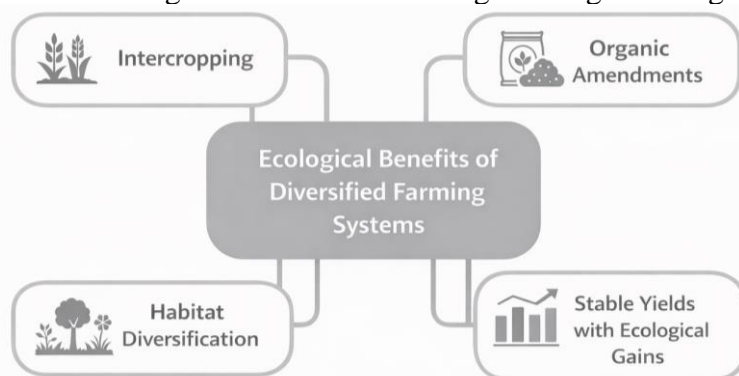 Intercropping
Organic
Amendments
Ecological Benefits of
Diversified Farming
Systems
Habitat
Diversification
Stable Yields
with Ecological
Gains